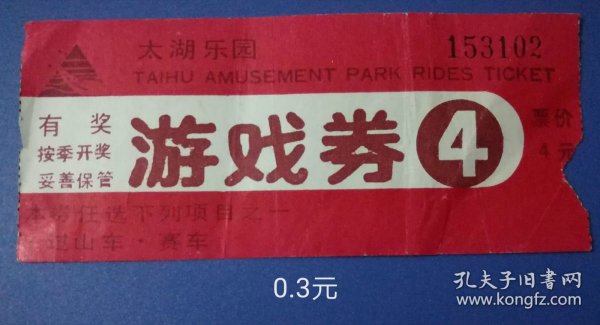 太湖乐园 153102
TAIHU AMUSEMENT PARK RIDES TICKET
有奖
按季开奖
妥善保管
游戏券 4
票价
4元
本券任选下列项目之一
山车·赛车
0.3元
孔夫子旧书网
www.kongfz.com